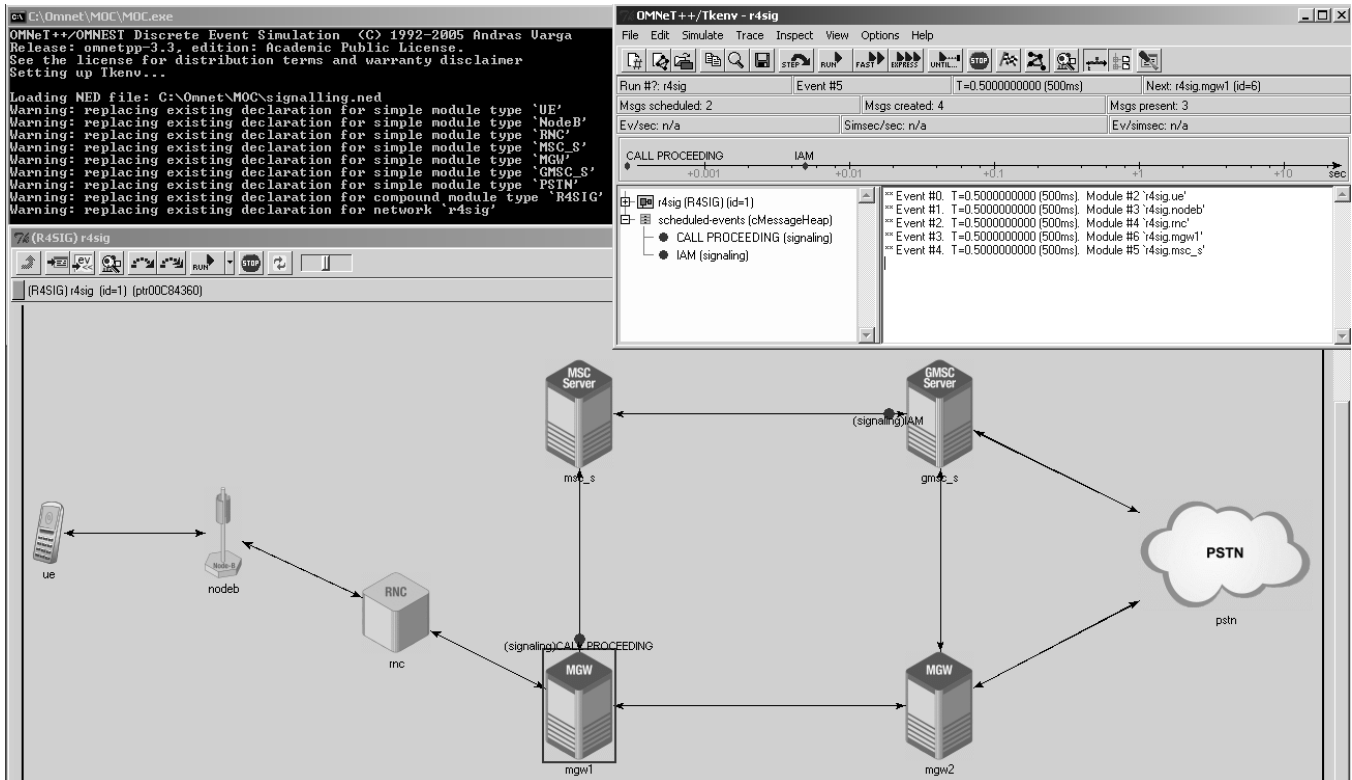 C:\Omnet\MOC\MOC.exe
OMNeT++/OMNEST Discrete Event Simulation (C) 1992-2005 Andras Varga
Release: omnetpp-3.3, edition: Academic Public License.
See the license for distribution terms and warranty disclaimer
Setting up Tkenv...
Loading NED file: C:\Omnet\MOC\signalling.ned
Warning: replacing existing declaration for simple module type `UE'
Warning: replacing existing declaration for simple module type `NodeB'
Warning: replacing existing declaration for simple module type `RNC'
Warning: replacing existing declaration for simple module type `MSC_S'
Warning: replacing existing declaration for simple module type `MGW'
Warning: replacing existing declaration for simple module type `GMSC_S'
Warning: replacing existing declaration for simple module type `PSTN'
Warning: replacing existing declaration for compound module type `R4SIG'
Warning: replacing existing declaration for network `r4sig'
OMNeT++/Tkenv - r4sig
File Edit Simulate Trace Inspect View Options Help
STEP RUN FAST EXPRESS UNTIL... STOP
Run #?: r4sig Event #5 T=0.5000000000 (500ms) Next: r4sig.mgw1 (id=6)
Msgs scheduled: 2 Msgs created: 4 Msgs present: 3
Ev/sec: n/a Simsec/sec: n/a Ev/simsec: n/a
CALL PROCEEDING IAM
+0.001 +0.01 +0.1 +1 +10 sec
r4sig (R4SIG) (id=1)
scheduled-events (cMessageHeap)
CALL PROCEEDING (signaling)
IAM (signaling)
** Event #0. T=0.5000000000 (500ms). Module #2 `r4sig.ue'
** Event #1. T=0.5000000000 (500ms). Module #3 `r4sig.nodeb'
** Event #2. T=0.5000000000 (500ms). Module #4 `r4sig.rnc'
** Event #3. T=0.5000000000 (500ms). Module #6 `r4sig.mgw1'
** Event #4. T=0.5000000000 (500ms). Module #5 `r4sig.msc_s'
(R4SIG) r4sig
RUN STOP
(R4SIG) r4sig (id=1) (ptr00C84360)
MSC
Server
msc_s
GMSC
Server
gmsc_s
(signaling)IAM
ue
Node-B
nodeb
RNC
rnc
PSTN
pstn
(signaling)CALL PROCEEDING
MGW
mgw1
MGW
mgw2